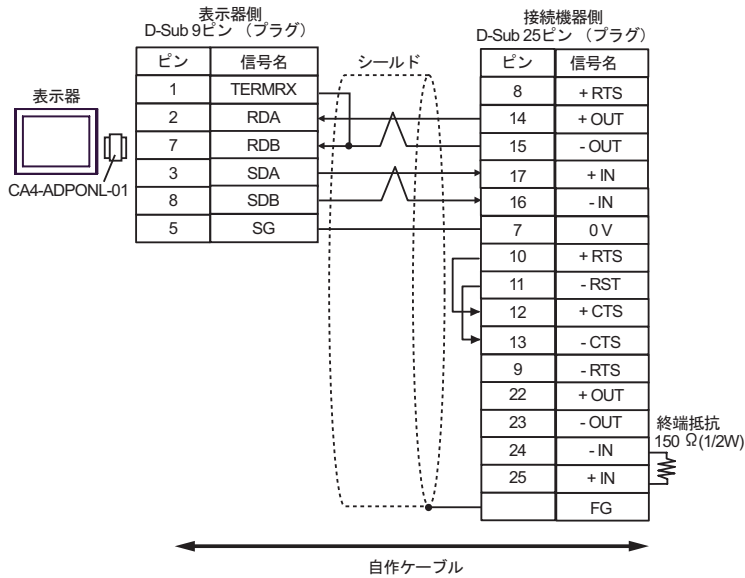 表示器側
D-Sub 9ピン （プラグ）
接続機器側
D-Sub 25ピン （プラグ）
表示器
CA4-ADPONL-01
シールド
ピン 信号名
1 TERMRX
2 RDA
7 RDB
3 SDA
8 SDB
5 SG
ピン 信号名
8 + RTS
14 + OUT
15 - OUT
17 + IN
16 - IN
7 0 V
10 + RTS
11 - RST
12 + CTS
13 - CTS
9 - RTS
22 + OUT
23 - OUT
24 - IN
25 + IN
FG
終端抵抗
150 Ω(1/2W)
自作ケーブル